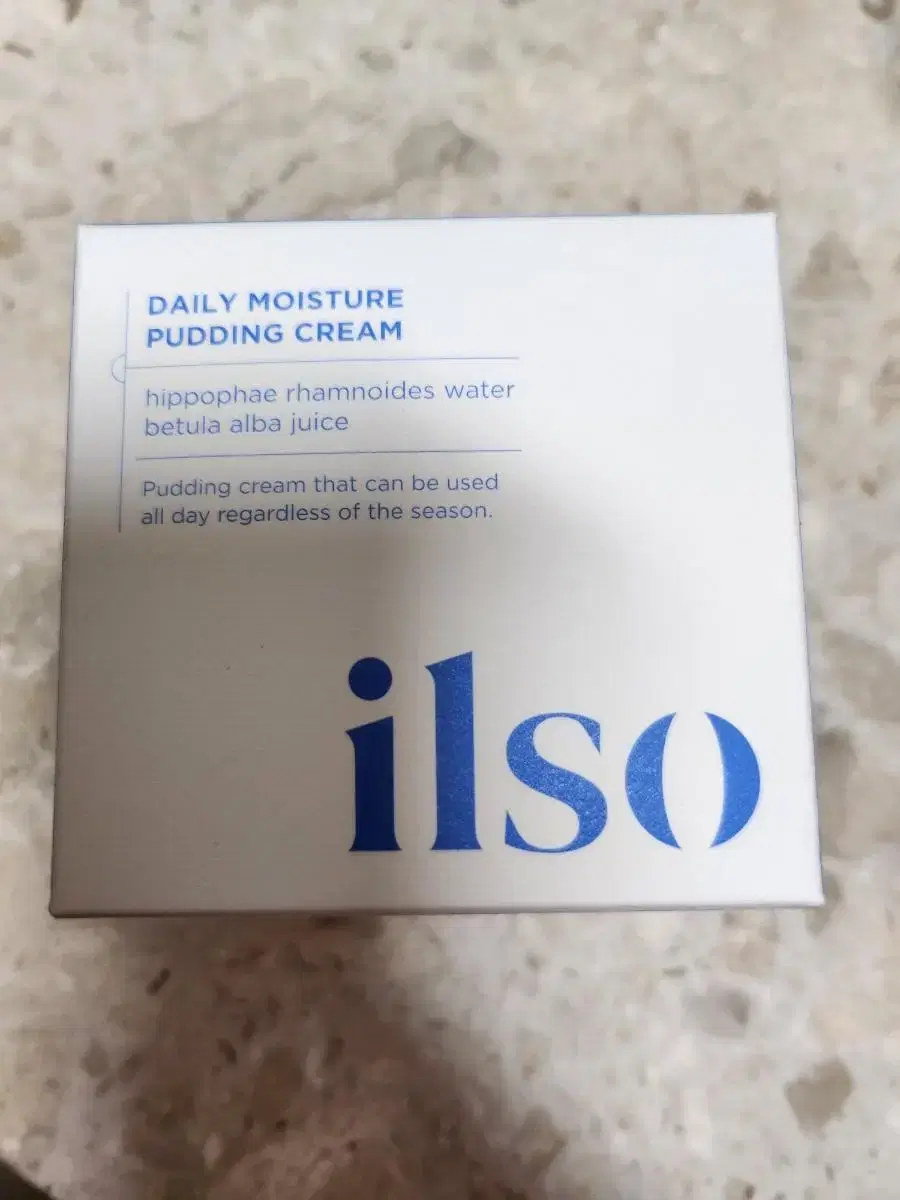 DAILY MOISTURE
PUDDING CREAM
hippophae rhamnoides water
betula alba juice
Pudding cream that can be used
all day regardless of the season.
ilso